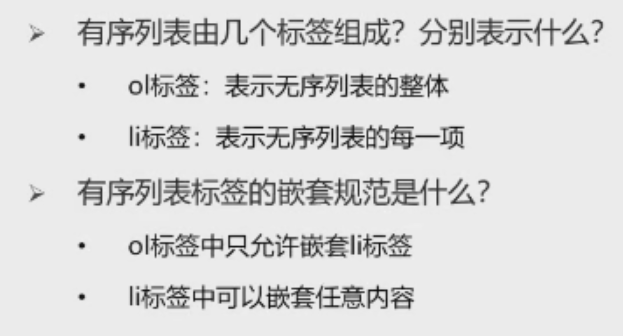 ➢ 有序列表由几个标签组成？分别表示什么？
• ol标签：表示无序列表的整体
• li标签：表示无序列表的每一项
➢ 有序列表标签的嵌套规范是什么？
• ol标签中只允许嵌套li标签
• li标签中可以嵌套任意内容